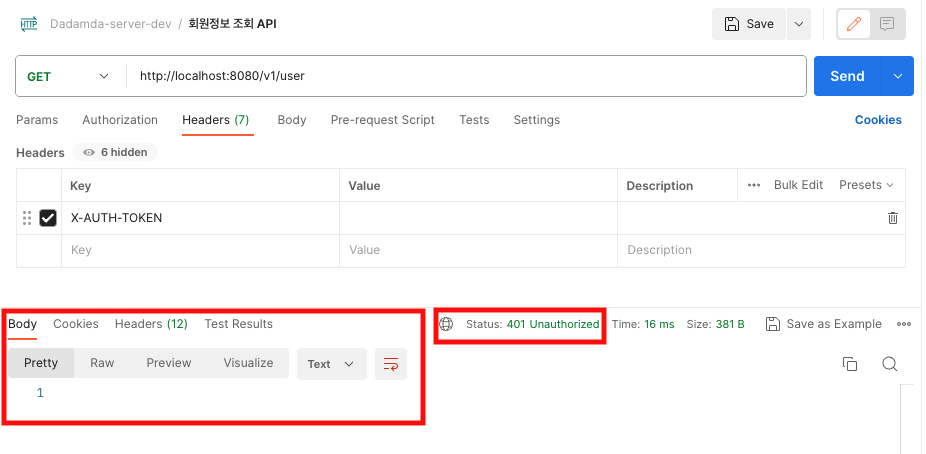 HTTP Dadamda-server-dev / 회원정보 조회 API Save
GET http://localhost:8080/v1/user Send
Params Authorization Headers (7) Body Pre-request Script Tests Settings Cookies
Headers 6 hidden
Key Value Description Bulk Edit Presets
X-AUTH-TOKEN
Key Value Description
Body Cookies Headers (12) Test Results Status: 401 Unauthorized Time: 16 ms Size: 381 B Save as Example
Pretty Raw Preview Visualize Text
1